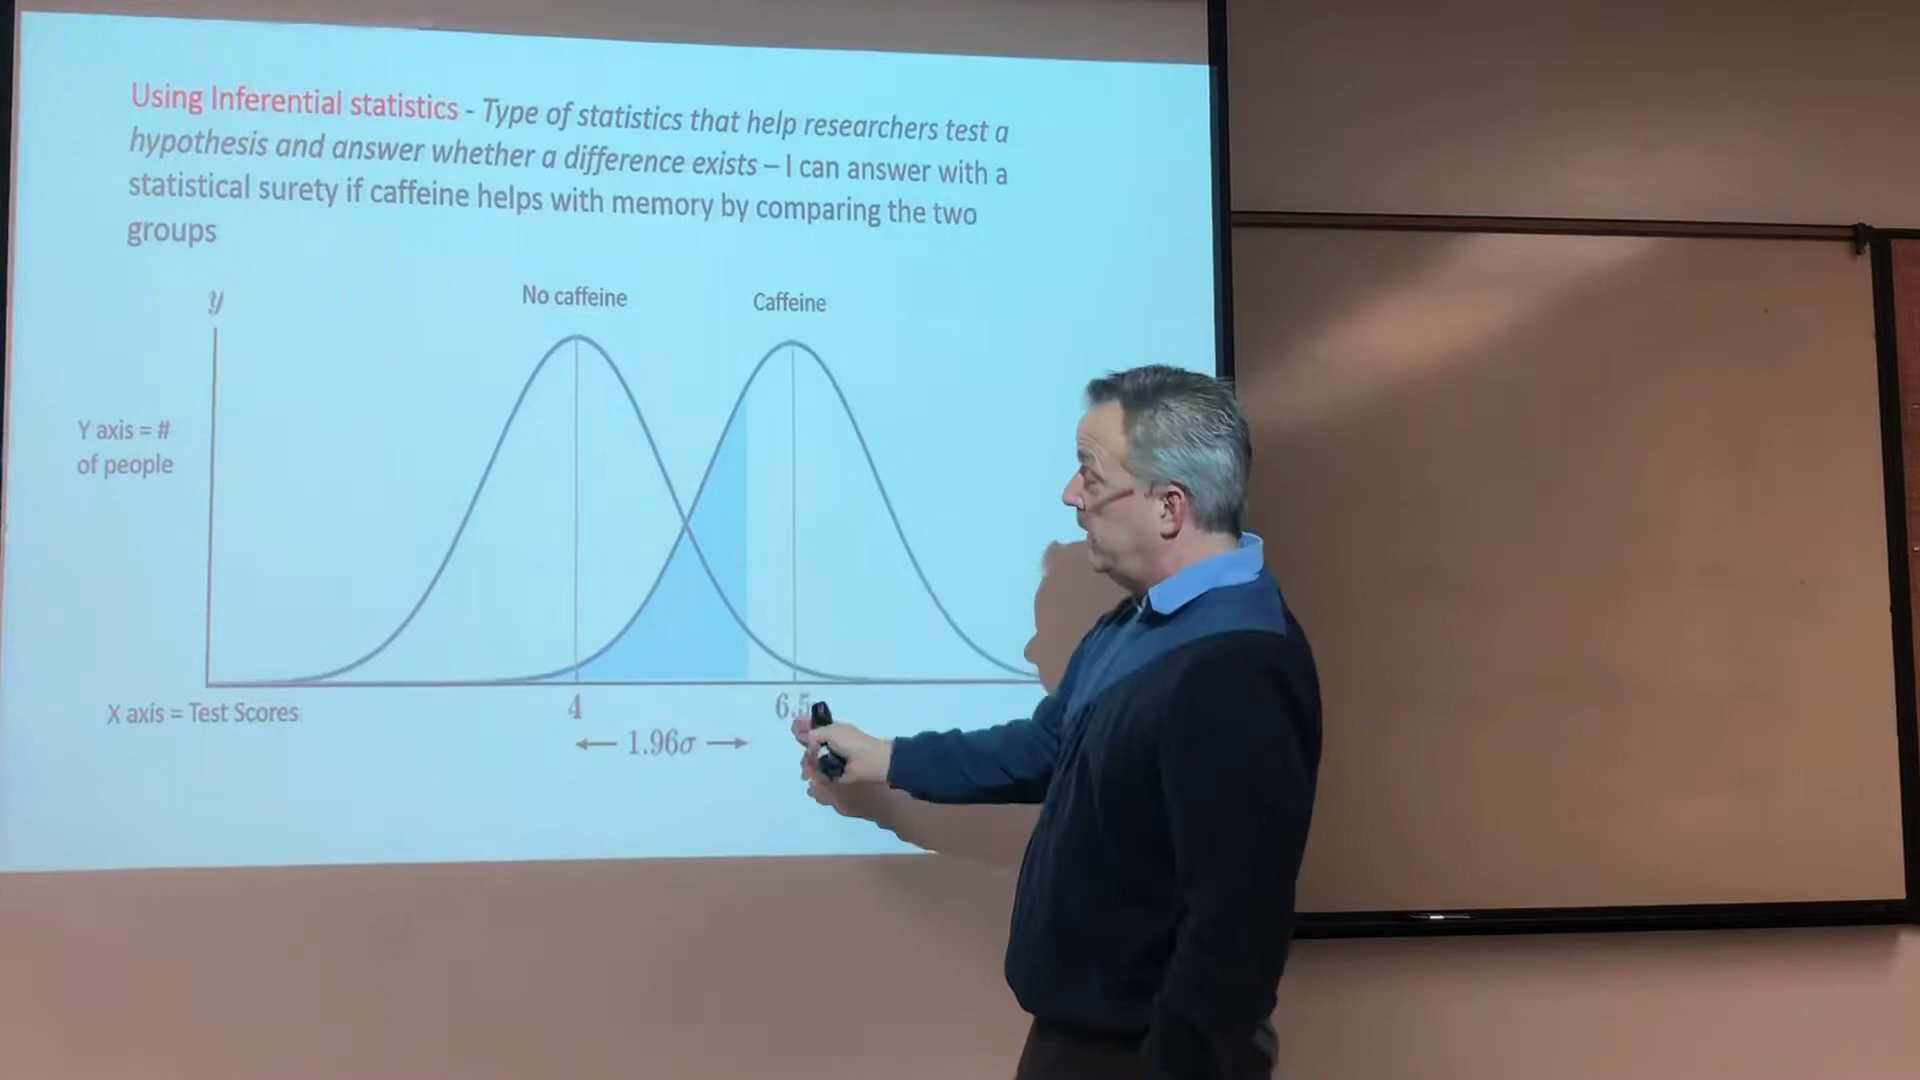 Using Inferential statistics - Type of statistics that help researchers test a
hypothesis and answer whether a difference exists – I can answer with a
statistical surety if caffeine helps with memory by comparing the two
groups
y
No caffeine
Caffeine
Y axis = #
of people
X axis = Test Scores
4
6.5
1.96σ